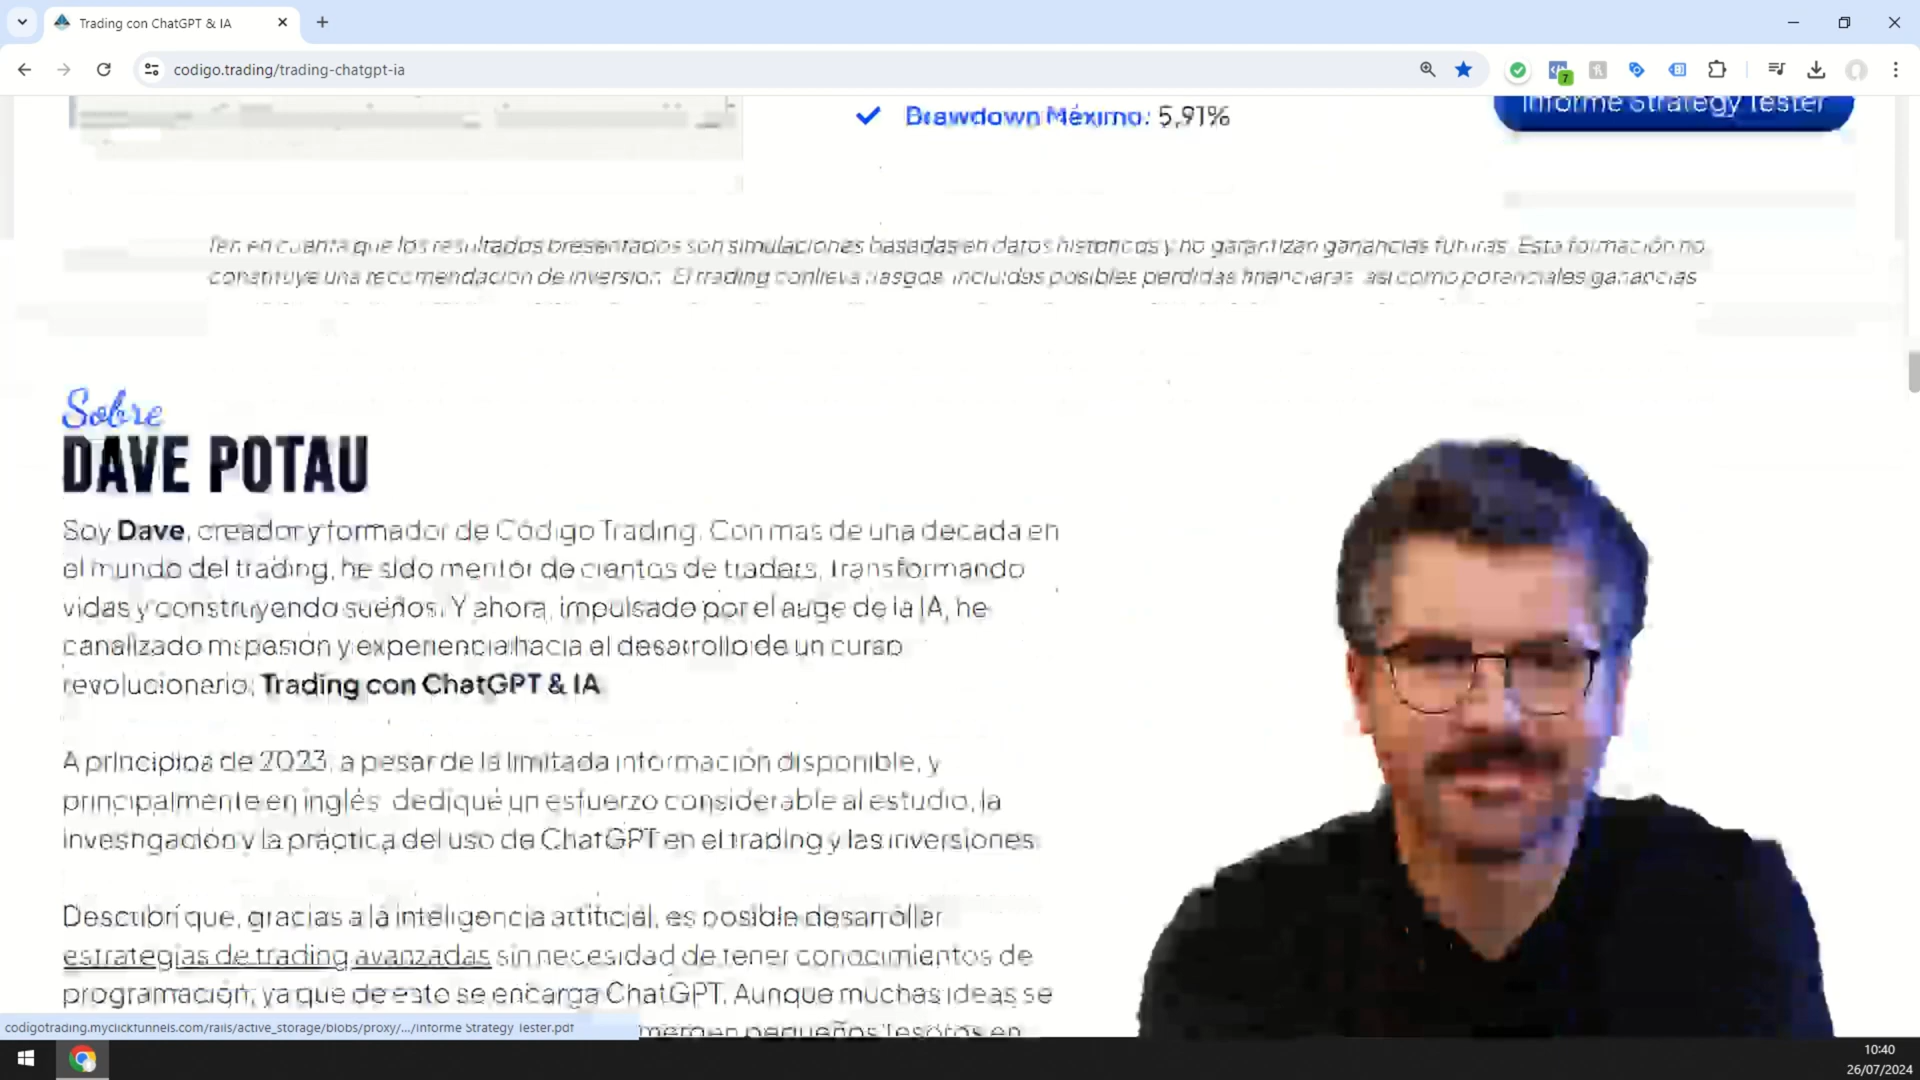 Trading con ChatGPT & IA
codigo.trading/trading-chatgpt-ia
7
Drawdown Máximo: 5,91%
Informe Strategy Tester
Ten en cuenta que los resultados presentados son simulaciones basadas en datos históricos y no garantizan ganancias futuras. Esta formación no
constituye una recomendación de inversión. El trading conlleva riesgos, incluidas posibles pérdidas financieras, así como potenciales ganancias
Sobre
DAVE POTAU
Soy Dave, creador y formador de Código Trading. Con más de una década en
el mundo del trading, he sido mentor de cientos de traders, transformando
vidas y construyendo sueños. Y ahora, impulsado por el auge de la IA, he
canalizado mi pasión y experiencia hacia el desarrollo de un curso
revolucionario: Trading con ChatGPT & IA
A principios de 2023, a pesar de la limitada información disponible, y
principalmente en inglés, dediqué un esfuerzo considerable al estudio, la
investigación y la práctica del uso de ChatGPT en el trading y las inversiones.
Descubrí que, gracias a la inteligencia artificial, es posible desarrollar
estrategias de trading avanzadas sin necesidad de tener conocimientos de
programación, ya que de esto se encarga ChatGPT. Aunque muchas ideas se
pequeños tesoros en
codigotrading.myclickfunnels.com/rails/active_storage/blobs/proxy/.../Informe Strategy Tester.pdf
10:40
26/07/2024